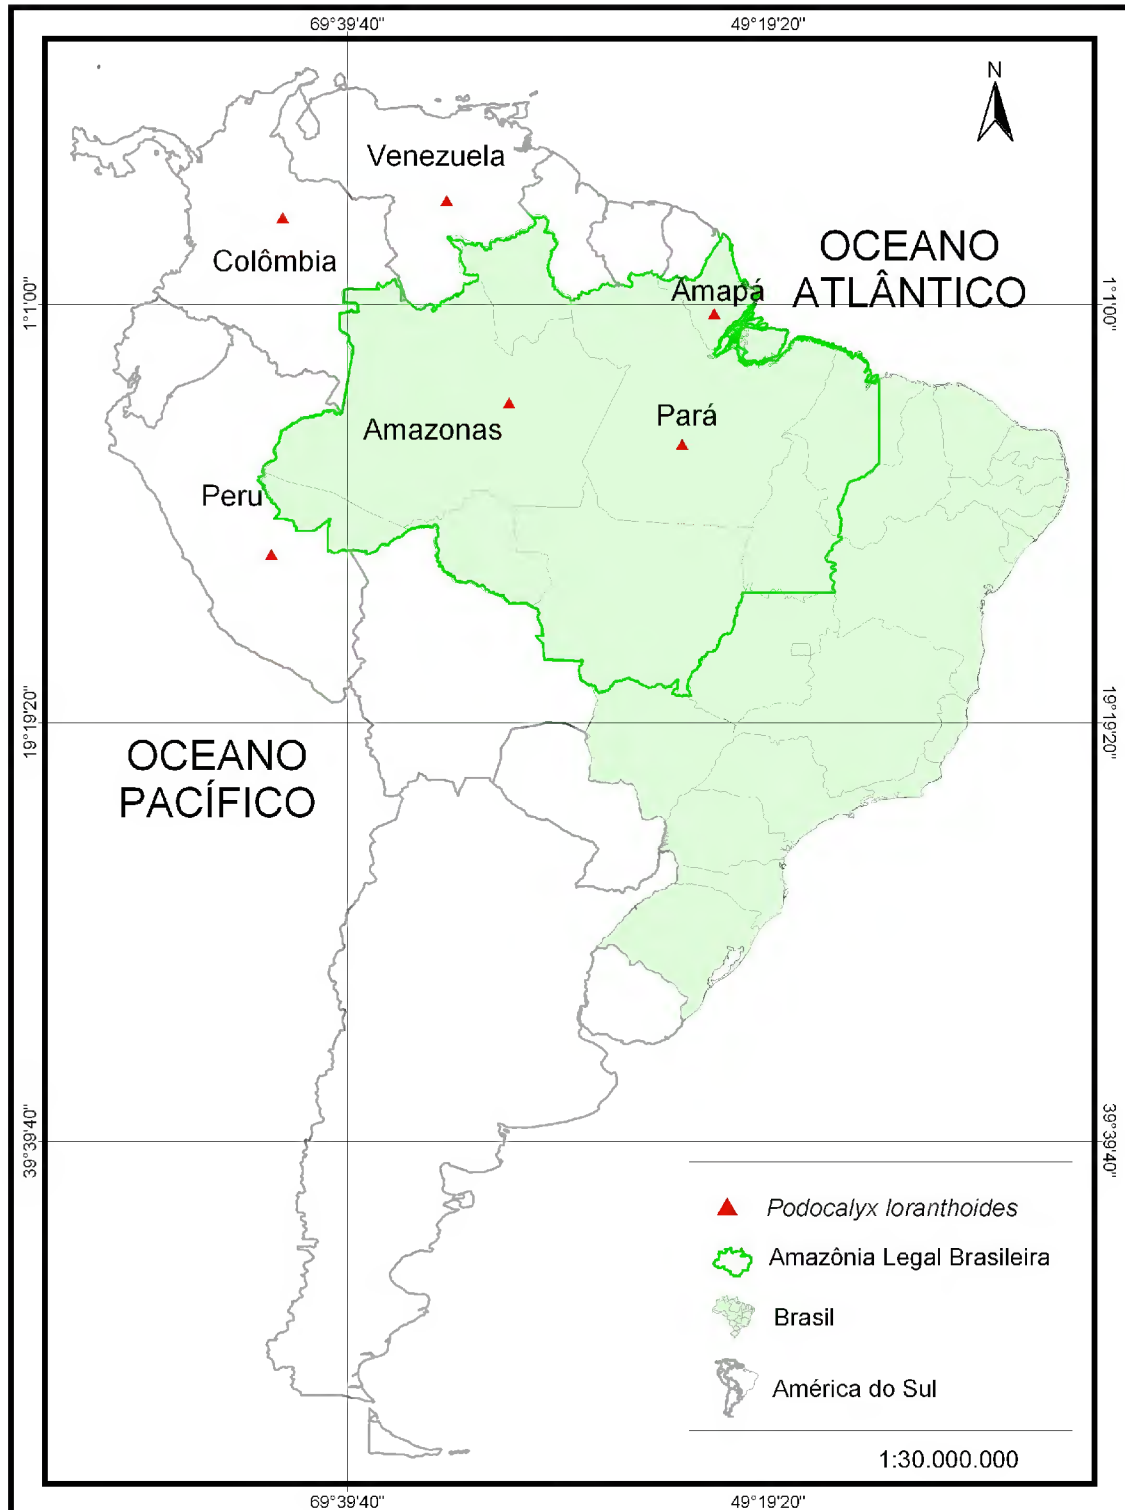 69°39'40"
49°19'20"
N
Venezuela
Colômbia
OCEANO
ATLÂNTICO
1°1'00"
1°1'00"
Amapá
Amazonas
Pará
Peru
19°19'20"
19°19'20"
OCEANO
PACÍFICO
39°39'40"
39°39'40"
Podocalyx loranthoides
Amazônia Legal Brasileira
Brasil
América do Sul
1:30.000.000
69°39'40"
49°19'20"